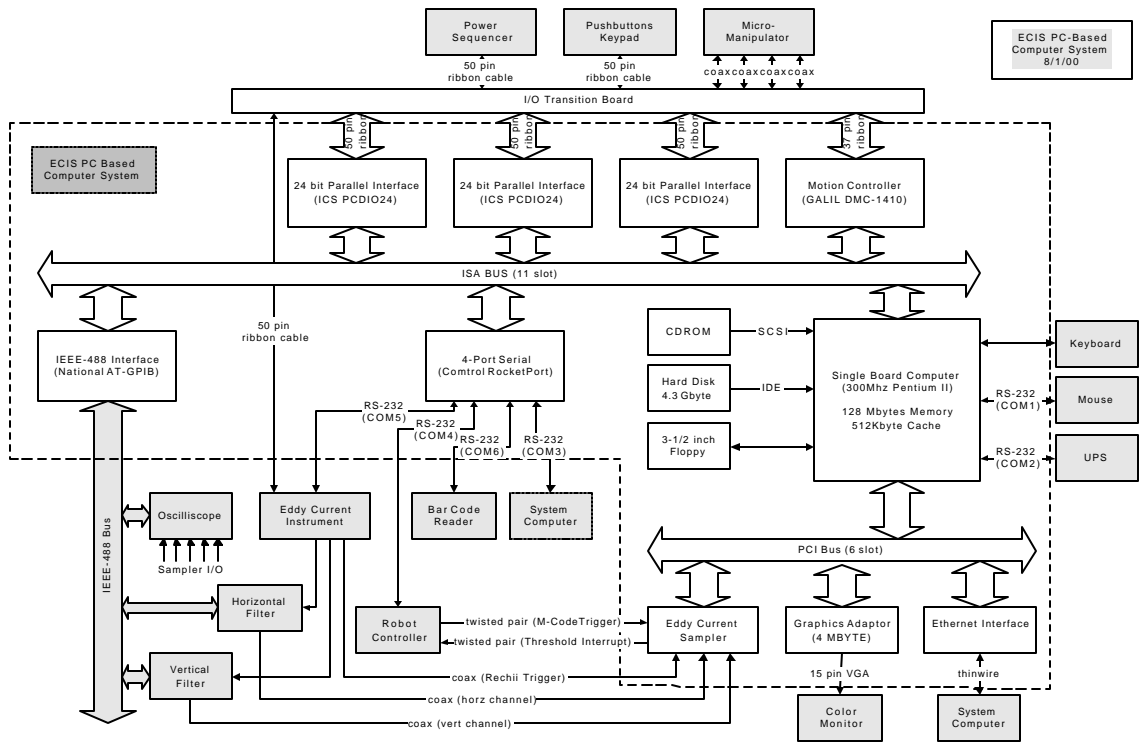 Power
Sequencer
Pushbuttons
Keypad
Micro-
Manipulator
ECIS PC-Based
Computer System
8/1/00
50 pin
ribbon cable
50 pin
ribbon cable
coax coax coax coax
I/O Transition Board
50 pin
ribbon
50 pin
ribbon
50 pin
ribbon
37 pin
ribbon
ECIS PC Based
Computer System
24 bit Parallel Interface
(ICS PCDIO24)
24 bit Parallel Interface
(ICS PCDIO24)
24 bit Parallel Interface
(ICS PCDIO24)
Motion Controller
(GALIL DMC-1410)
ISA BUS (11 slot)
50 pin
ribbon cable
IEEE-488 Interface
(National AT-GPIB)
4-Port Serial
(Comtrol RocketPort)
CDROM
SCSI
Hard Disk
4.3 Gbyte
IDE
3-1/2 inch
Floppy
Single Board Computer
(300Mhz Pentium II)
128 Mbytes Memory
512Kbyte Cache
Keyboard
RS-232
(COM1)
Mouse
RS-232
(COM2)
UPS
RS-232
(COM5)
RS-232
(COM4)
RS-232
(COM6)
RS-232
(COM3)
IEEE-488 Bus
Oscilliscope
Sampler I/O
Eddy Current
Instrument
Bar Code
Reader
System
Computer
PCI Bus (6 slot)
Horizontal
Filter
Robot
Controller
twisted pair (M-CodeTrigger)
twisted pair (Threshold Interrupt)
Eddy Current
Sampler
Graphics Adaptor
(4 MBYTE)
Ethernet Interface
Vertical
Filter
coax (Rechii Trigger)
coax (horz channel)
coax (vert channel)
15 pin VGA
thinwire
Color
Monitor
System
Computer